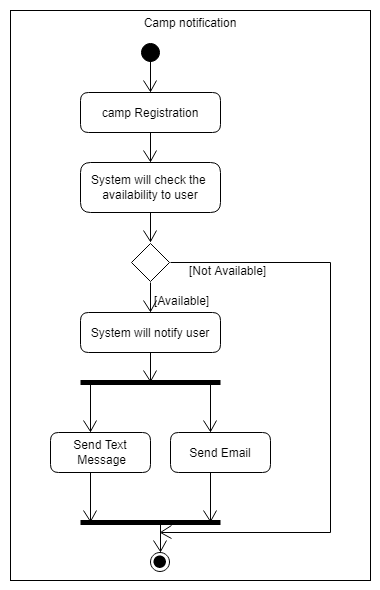 Camp notification
camp Registration
System will check the
availability to user
[Not Available]
[Available]
System will notify user
Send Text
Message
Send Email